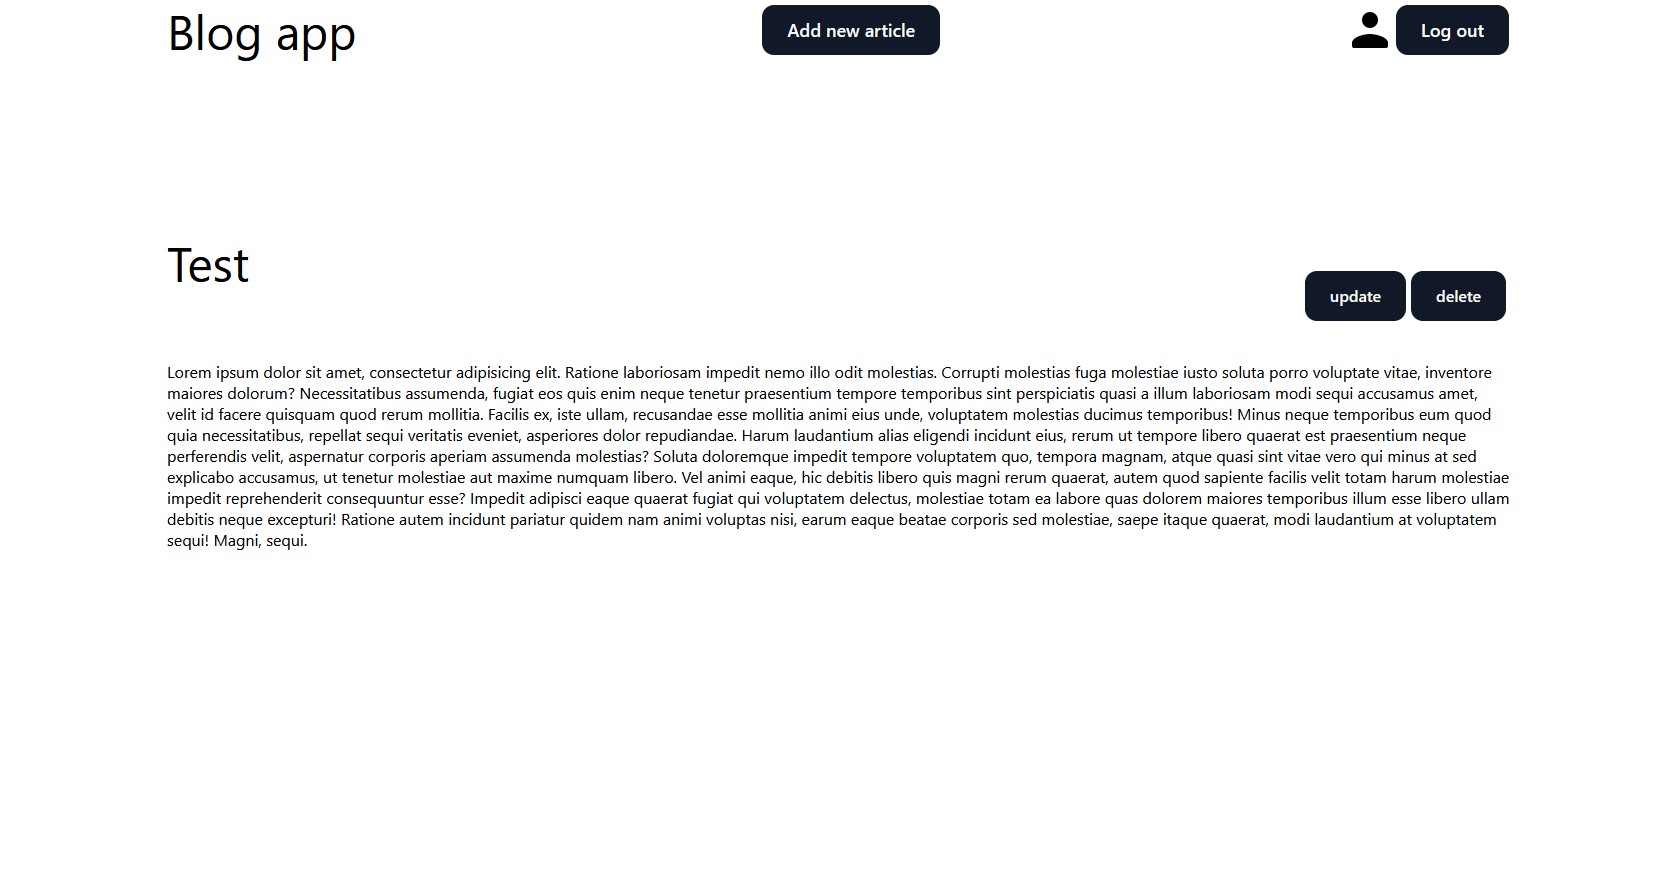 Blog app
Add new article
Log out
Test
update
delete
Lorem ipsum dolor sit amet, consectetur adipisicing elit. Ratione laboriosam impedit nemo illo odit molestias. Corrupti molestias fuga molestiae iusto soluta porro voluptate vitae, inventore
maiores dolorum? Necessitatibus assumenda, fugiat eos quis enim neque tenetur praesentium tempore temporibus sint perspiciatis quasi a illum laboriosam modi sequi accusamus amet,
velit id facere quisquam quod rerum mollitia. Facilis ex, iste ullam, recusandae esse mollitia animi eius unde, voluptatem molestias ducimus temporibus! Minus neque temporibus eum quod
quia necessitatibus, repellat sequi veritatis eveniet, asperiores dolor repudiandae. Harum laudantium alias eligendi incidunt eius, rerum ut tempore libero quaerat est praesentium neque
perferendis velit, aspernatur corporis aperiam assumenda molestias? Soluta doloremque impedit tempore voluptatem quo, tempora magnam, atque quasi sint vitae vero qui minus at sed
explicabo accusamus, ut tenetur molestiae aut maxime numquam libero. Vel animi eaque, hic debitis libero quis magni rerum quaerat, autem quod sapiente facilis velit totam harum molestiae
impedit reprehenderit consequuntur esse? Impedit adipisci eaque quaerat fugiat qui voluptatem delectus, molestiae totam ea labore quas dolorem maiores temporibus illum esse libero ullam
debitis neque excepturi! Ratione autem incidunt pariatur quidem nam animi voluptas nisi, earum eaque beatae corporis sed molestiae, saepe itaque quaerat, modi laudantium at voluptatem
sequi! Magni, sequi.